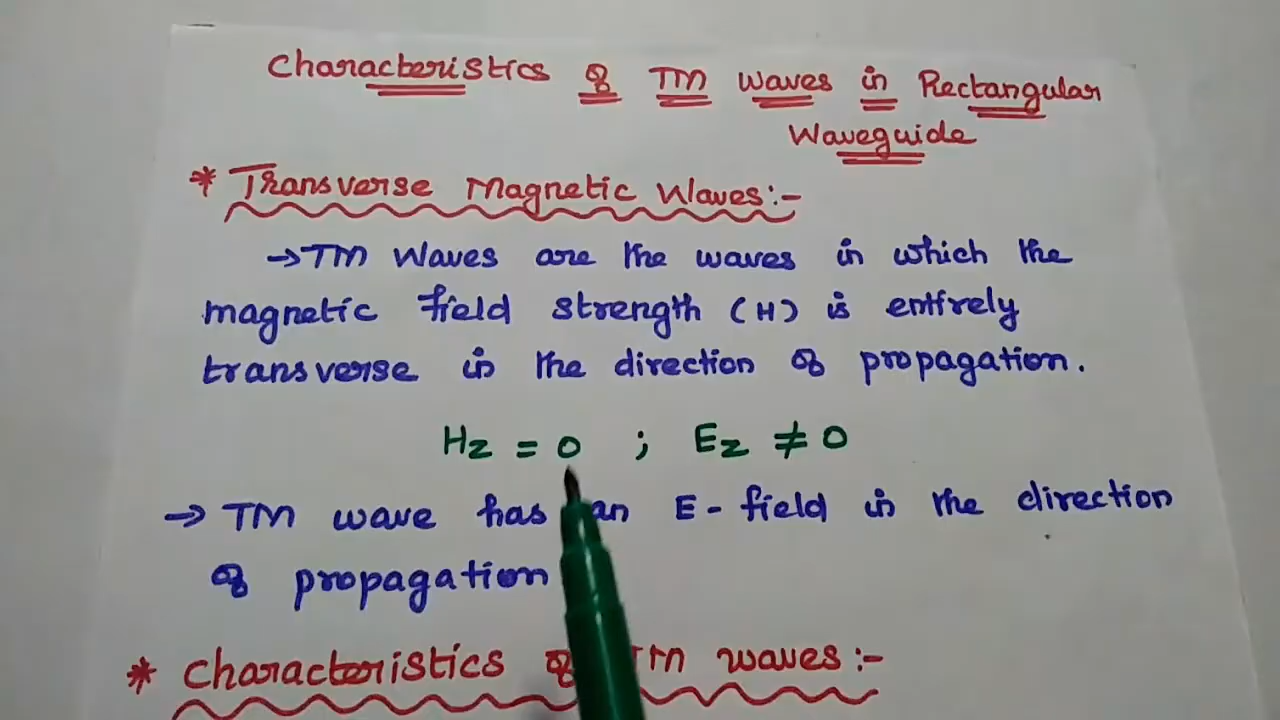 Characteristics of TM waves in Rectangular
Waveguide
* Transverse Magnetic Waves:-
→ TM Waves are the waves in which the
magnetic field strength (H) is entirely
transverse in the direction of propagation.
Hz = 0 ; Ez ≠ 0
→ TM wave has an E-field in the direction
of propagation
* Characteristics of TM waves:-